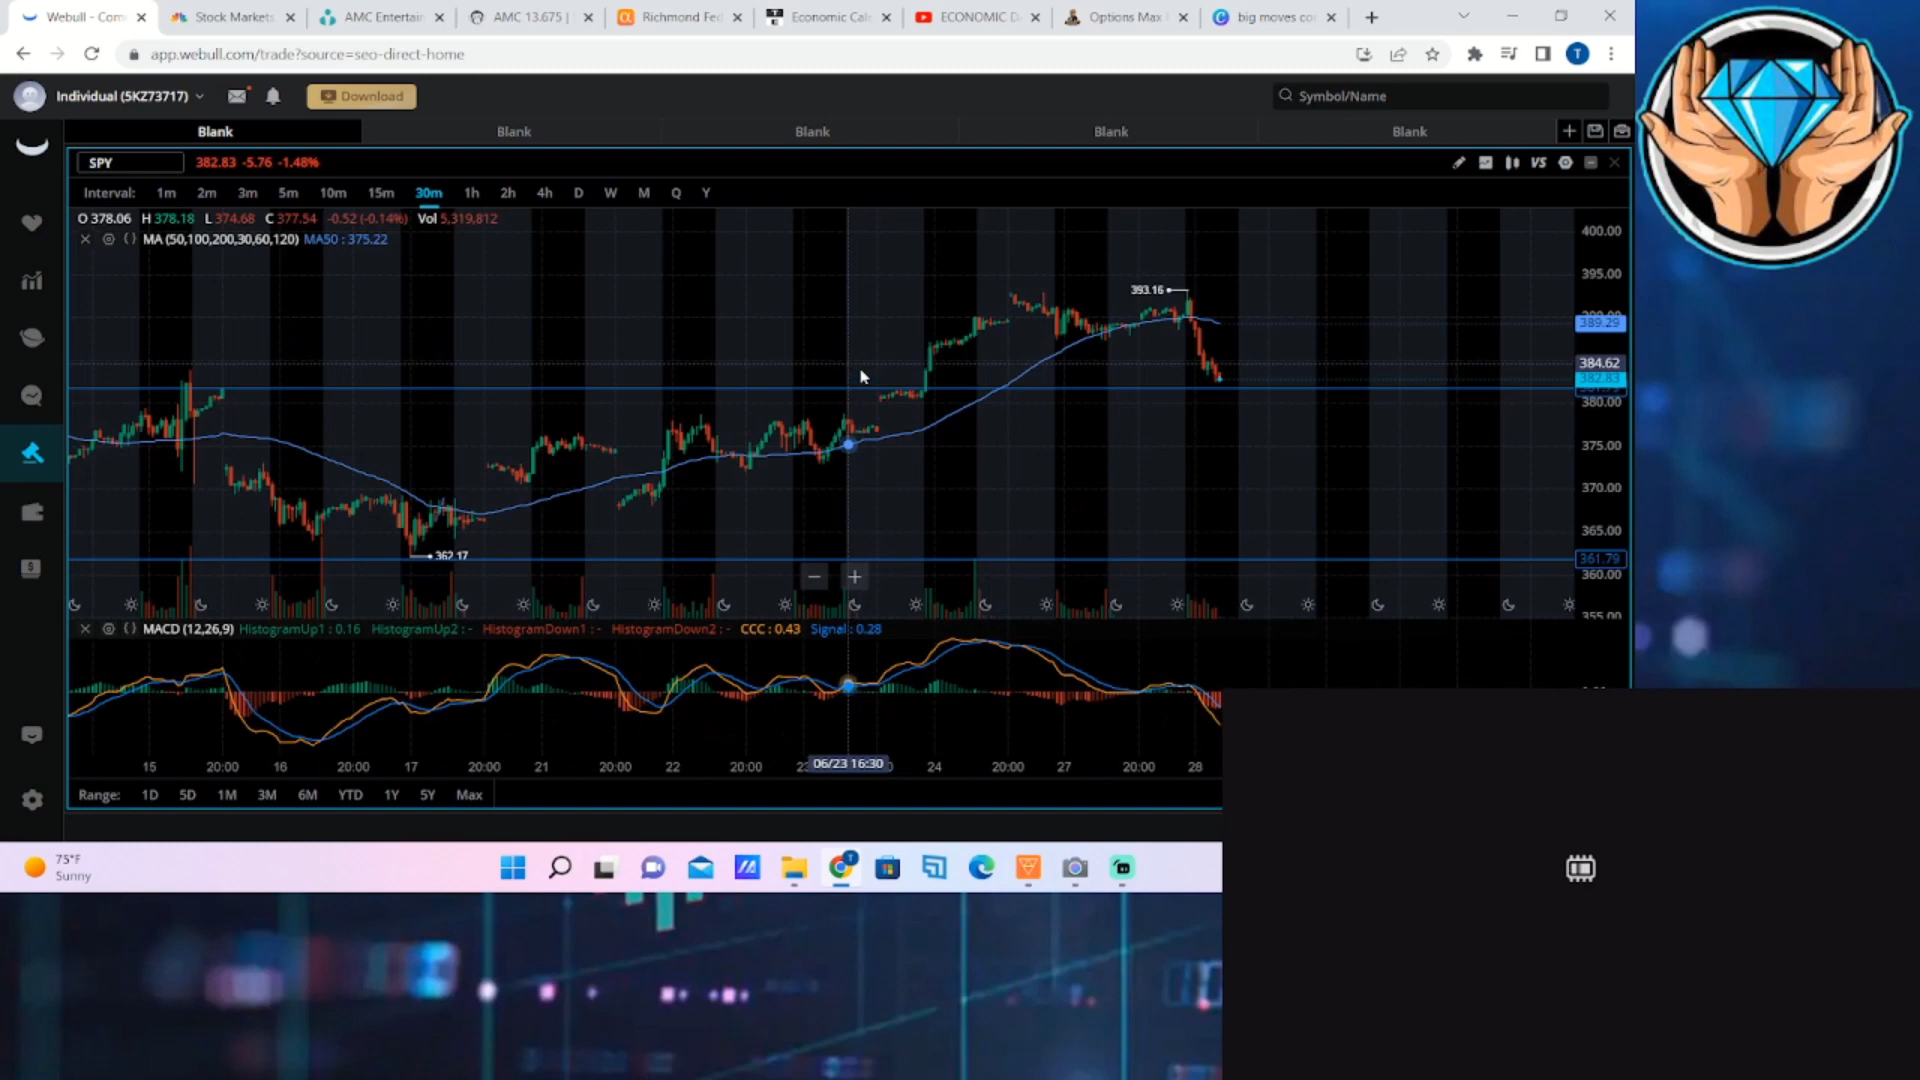 Webull - Com
Stock Markets
AMC Entertain
AMC 13.675 |
Richmond Fed
Economic Cal
ECONOMIC D
Options Max
big moves co
app.webull.com/trade?source=seo-direct-home
T
Individual (5KZ73717)
Download
Symbol/Name
Blank
Blank
Blank
Blank
Blank
SPY
382.83 -5.76 -1.48%
VS
Interval: 1m 2m 3m 5m 10m 15m 30m 1h 2h 4h D W M Q Y
O 378.06 H 378.18 L 374.68 C 377.54 -0.52 (-0.14%) Vol 5,319,812
MA (50,100,200,30,60,120) MA50 : 375.22
400.00
395.00
393.16
389.29
384.62
382.83
380.00
375.00
370.00
365.00
362.17
361.79
360.00
355.00
MACD (12,26,9) HistogramUp1 : 0.16 HistogramUp2 : - HistogramDown1 : - HistogramDown2 : - CCC : 0.43 Signal : 0.28
15 20:00 16 20:00 17 20:00 21 20:00 22 20:00 06/23 16:30 24 20:00 27 20:00 28
Range: 1D 5D 1M 3M 6M YTD 1Y 5Y Max
75°F
Sunny
T